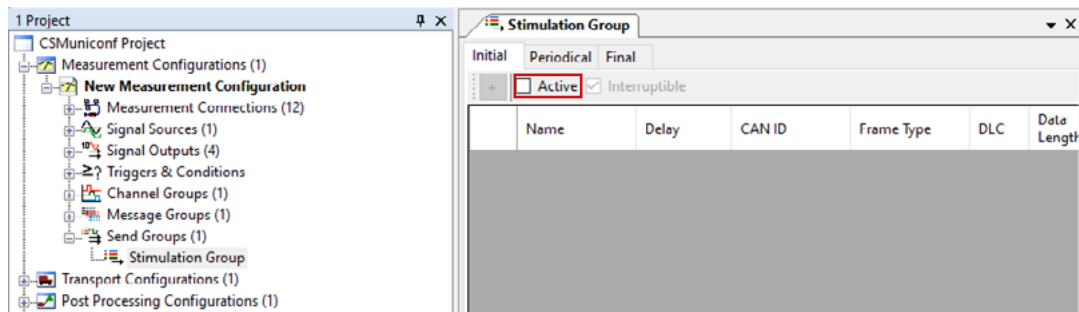 1 Project
CSMuniconf Project
Measurement Configurations (1)
New Measurement Configuration
Measurement Connections (12)
Signal Sources (1)
Signal Outputs (4)
Triggers & Conditions
Channel Groups (1)
Message Groups (1)
Send Groups (1)
Stimulation Group
Transport Configurations (1)
Post Processing Configurations (1)
Stimulation Group
Initial Periodical Final
+ Active Interruptible
Name Delay CAN ID Frame Type DLC Data Length